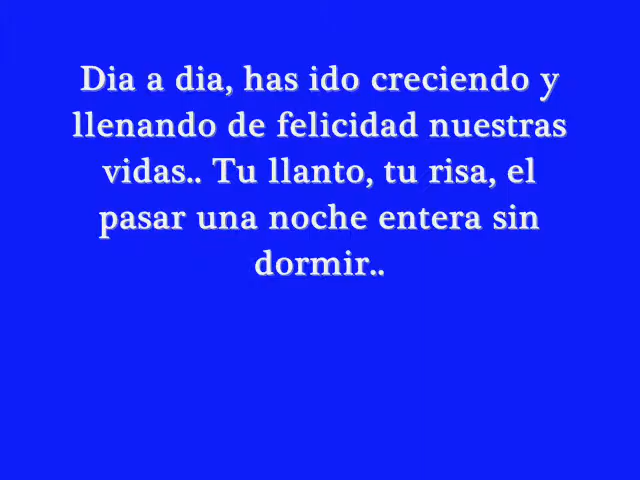 Dia a dia, has ido creciendo y
llenando de felicidad nuestras
vidas.. Tu llanto, tu risa, el
pasar una noche entera sin
dormir..